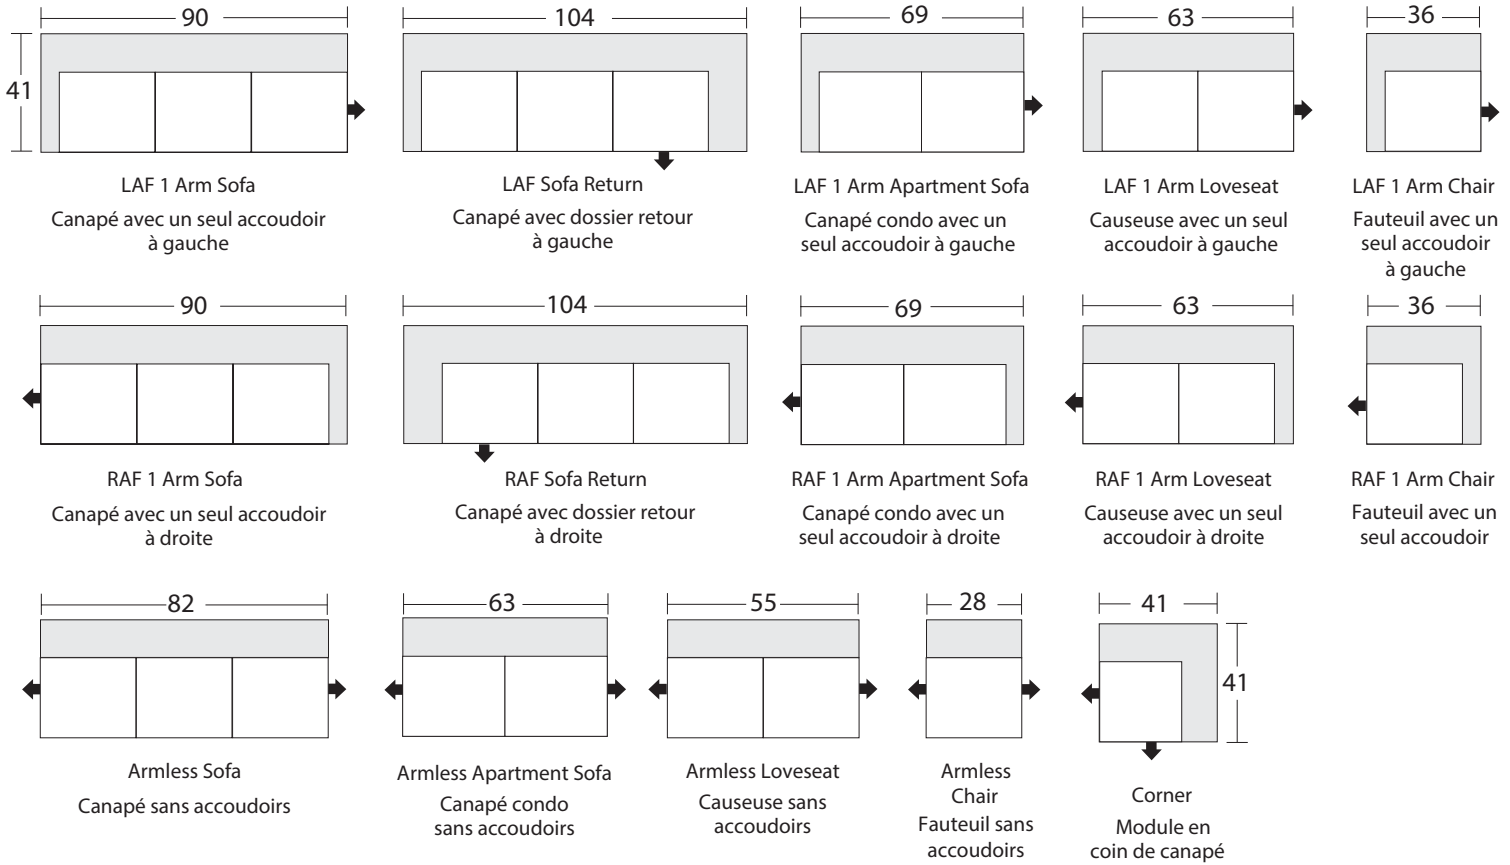 90
104
69
63
36
41
LAF 1 Arm Sofa
Canapé avec un seul accoudoir
à gauche
LAF Sofa Return
Canapé avec dossier retour
à gauche
LAF 1 Arm Apartment Sofa
Canapé condo avec un
seul accoudoir à gauche
LAF 1 Arm Loveseat
Causeuse avec un seul
accoudoir à gauche
LAF 1 Arm Chair
Fauteuil avec un
seul accoudoir
à gauche
90
104
69
63
36
RAF 1 Arm Sofa
Canapé avec un seul accoudoir
à droite
RAF Sofa Return
Canapé avec dossier retour
à droite
RAF 1 Arm Apartment Sofa
Canapé condo avec un
seul accoudoir à droite
RAF 1 Arm Loveseat
Causeuse avec un seul
accoudoir à droite
RAF 1 Arm Chair
Fauteuil avec un
seul accoudoir
82
63
55
28
41
41
Armless Sofa
Canapé sans accoudoirs
Armless Apartment Sofa
Canapé condo
sans accoudoirs
Armless Loveseat
Causeuse sans
accoudoirs
Armless
Chair
Fauteuil sans
accoudoirs
Corner
Module en
coin de canapé